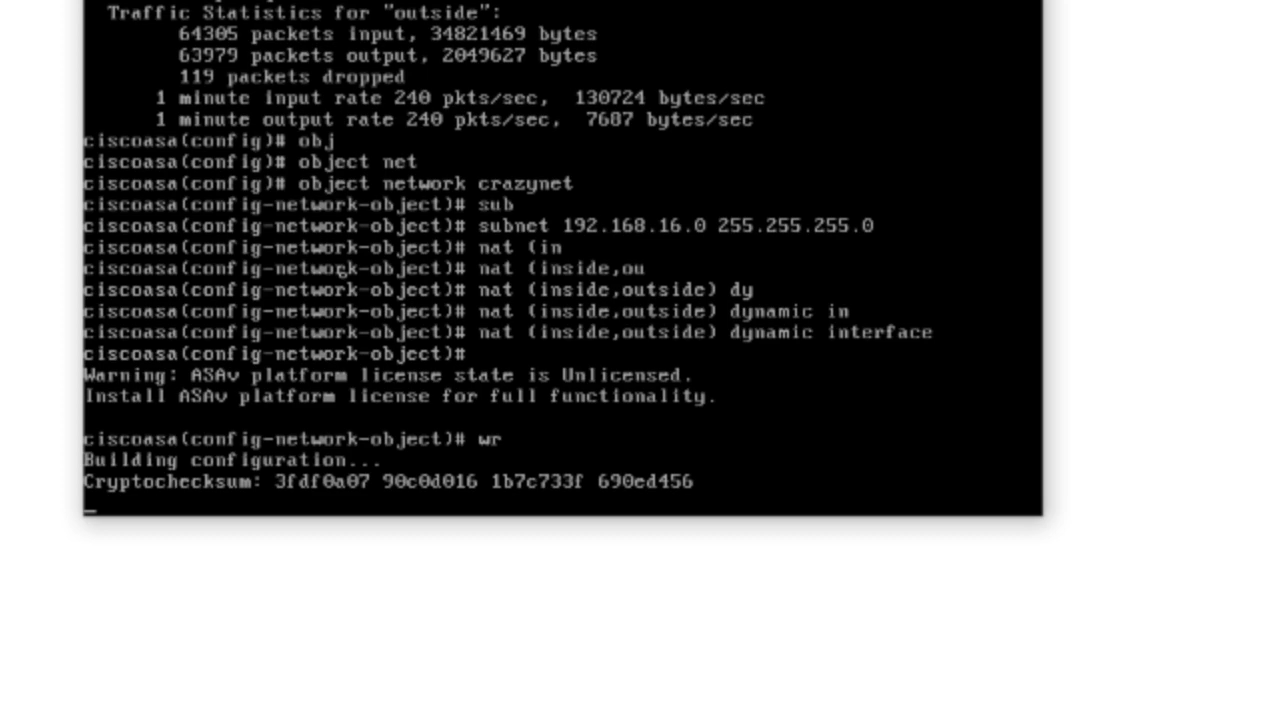 Traffic Statistics for "outside":
64305 packets input, 34821469 bytes
63979 packets output, 2049627 bytes
119 packets dropped
1 minute input rate 240 pkts/sec,  130724 bytes/sec
1 minute output rate 240 pkts/sec,  7687 bytes/sec
ciscoasa(config)# obj
ciscoasa(config)# object net
ciscoasa(config)# object network crazynet
ciscoasa(config-network-object)# sub
ciscoasa(config-network-object)# subnet 192.168.16.0 255.255.255.0
ciscoasa(config-network-object)# nat (in
ciscoasa(config-network-object)# nat (inside,ou
ciscoasa(config-network-object)# nat (inside,outside) dy
ciscoasa(config-network-object)# nat (inside,outside) dynamic in
ciscoasa(config-network-object)# nat (inside,outside) dynamic interface
ciscoasa(config-network-object)#
Warning: ASAv platform license state is Unlicensed.
Install ASAv platform license for full functionality.
ciscoasa(config-network-object)# wr
Building configuration...
Cryptochecksum: 3fdf0a07 90c0d016 1b7c733f 690ed456